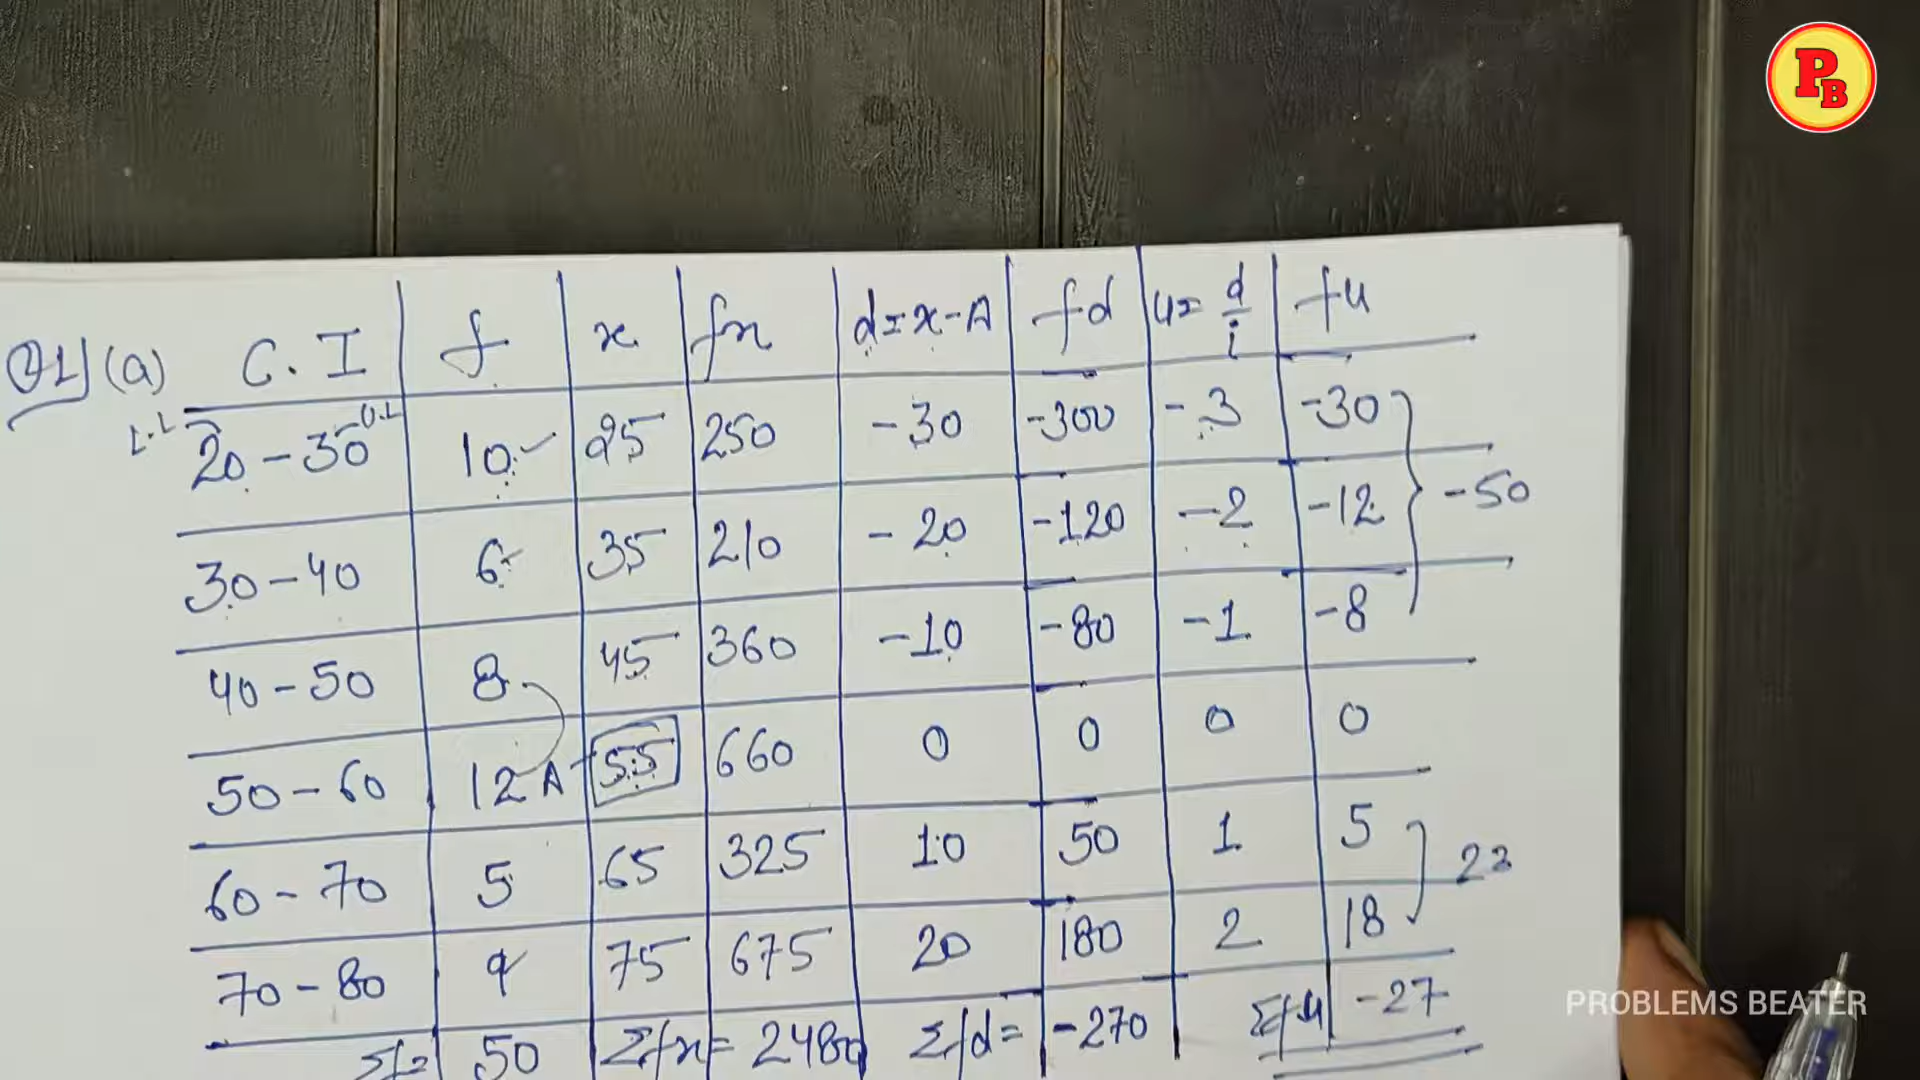 PB
Q1) (a) C.I f x fx d=x-A fd u=d/i fu
L.L U.L
20-30 10 25 250 -30 -300 -3 -30
30-40 6 35 210 -20 -120 -2 -12 -50
40-50 8 45 360 -10 -80 -1 -8
50-60 12 A 55 660 0 0 0 0
60-70 5 65 325 10 50 1 5 23
70-80 9 75 675 20 180 2 18
Σf= 50 Σfx= 2480 Σfd= -270 Σfu -27
PROBLEMS BEATER